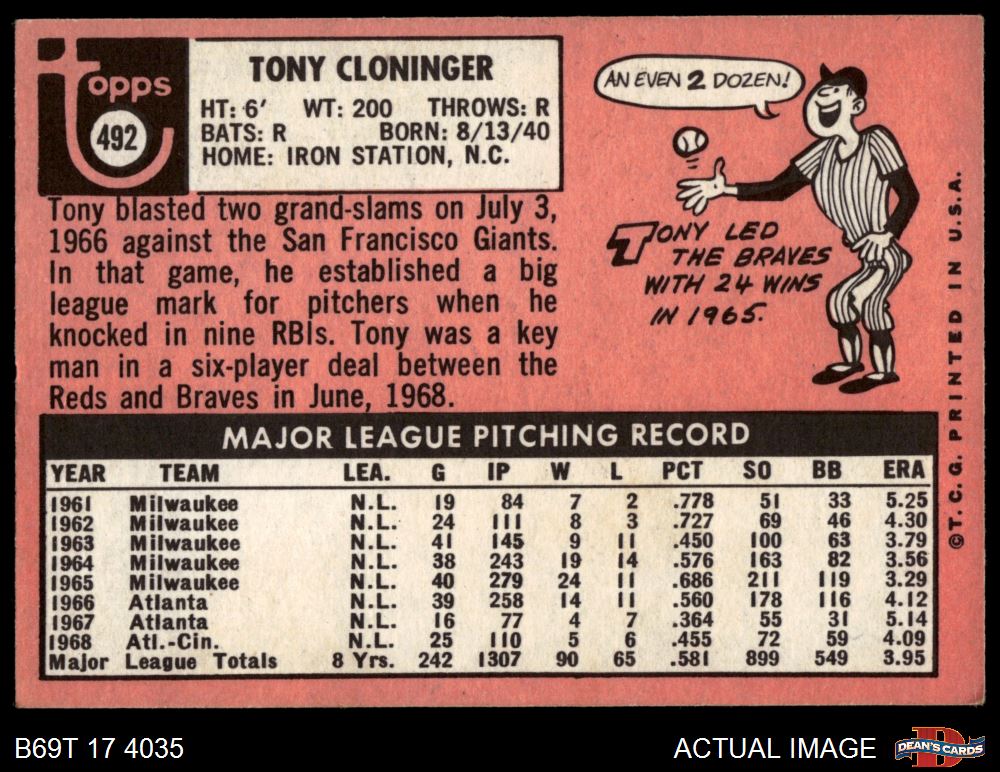 Topps
492
TONY CLONINGER
HT: 6' WT: 200 THROWS: R
BATS: R BORN: 8/13/40
HOME: IRON STATION, N.C.
Tony blasted two grand-slams on July 3,
1966 against the San Francisco Giants.
In that game, he established a big
league mark for pitchers when he
knocked in nine RBIs. Tony was a key
man in a six-player deal between the
Reds and Braves in June, 1968.
AN EVEN 2 DOZEN!
TONY LED
THE BRAVES
WITH 24 WINS
IN 1965.
©T. C. G. PRINTED IN U.S.A.
MAJOR LEAGUE PITCHING RECORD
YEAR TEAM LEA. G IP W L PCT SO BB ERA
1961 Milwaukee N.L. 19 84 7 2 .778 51 33 5.25
1962 Milwaukee N.L. 24 111 8 3 .727 69 46 4.30
1963 Milwaukee N.L. 41 145 9 11 .450 100 63 3.79
1964 Milwaukee N.L. 38 243 19 14 .576 163 82 3.56
1965 Milwaukee N.L. 40 279 24 11 .686 211 119 3.29
1966 Atlanta N.L. 39 258 14 11 .560 178 116 4.12
1967 Atlanta N.L. 16 77 4 7 .364 55 31 5.14
1968 Atl.-Cin. N.L. 25 110 5 6 .455 72 59 4.09
Major League Totals 8 Yrs. 242 1307 90 65 .581 899 549 3.95
B69T 17 4035
ACTUAL IMAGE
D
DEAN'S CARDS